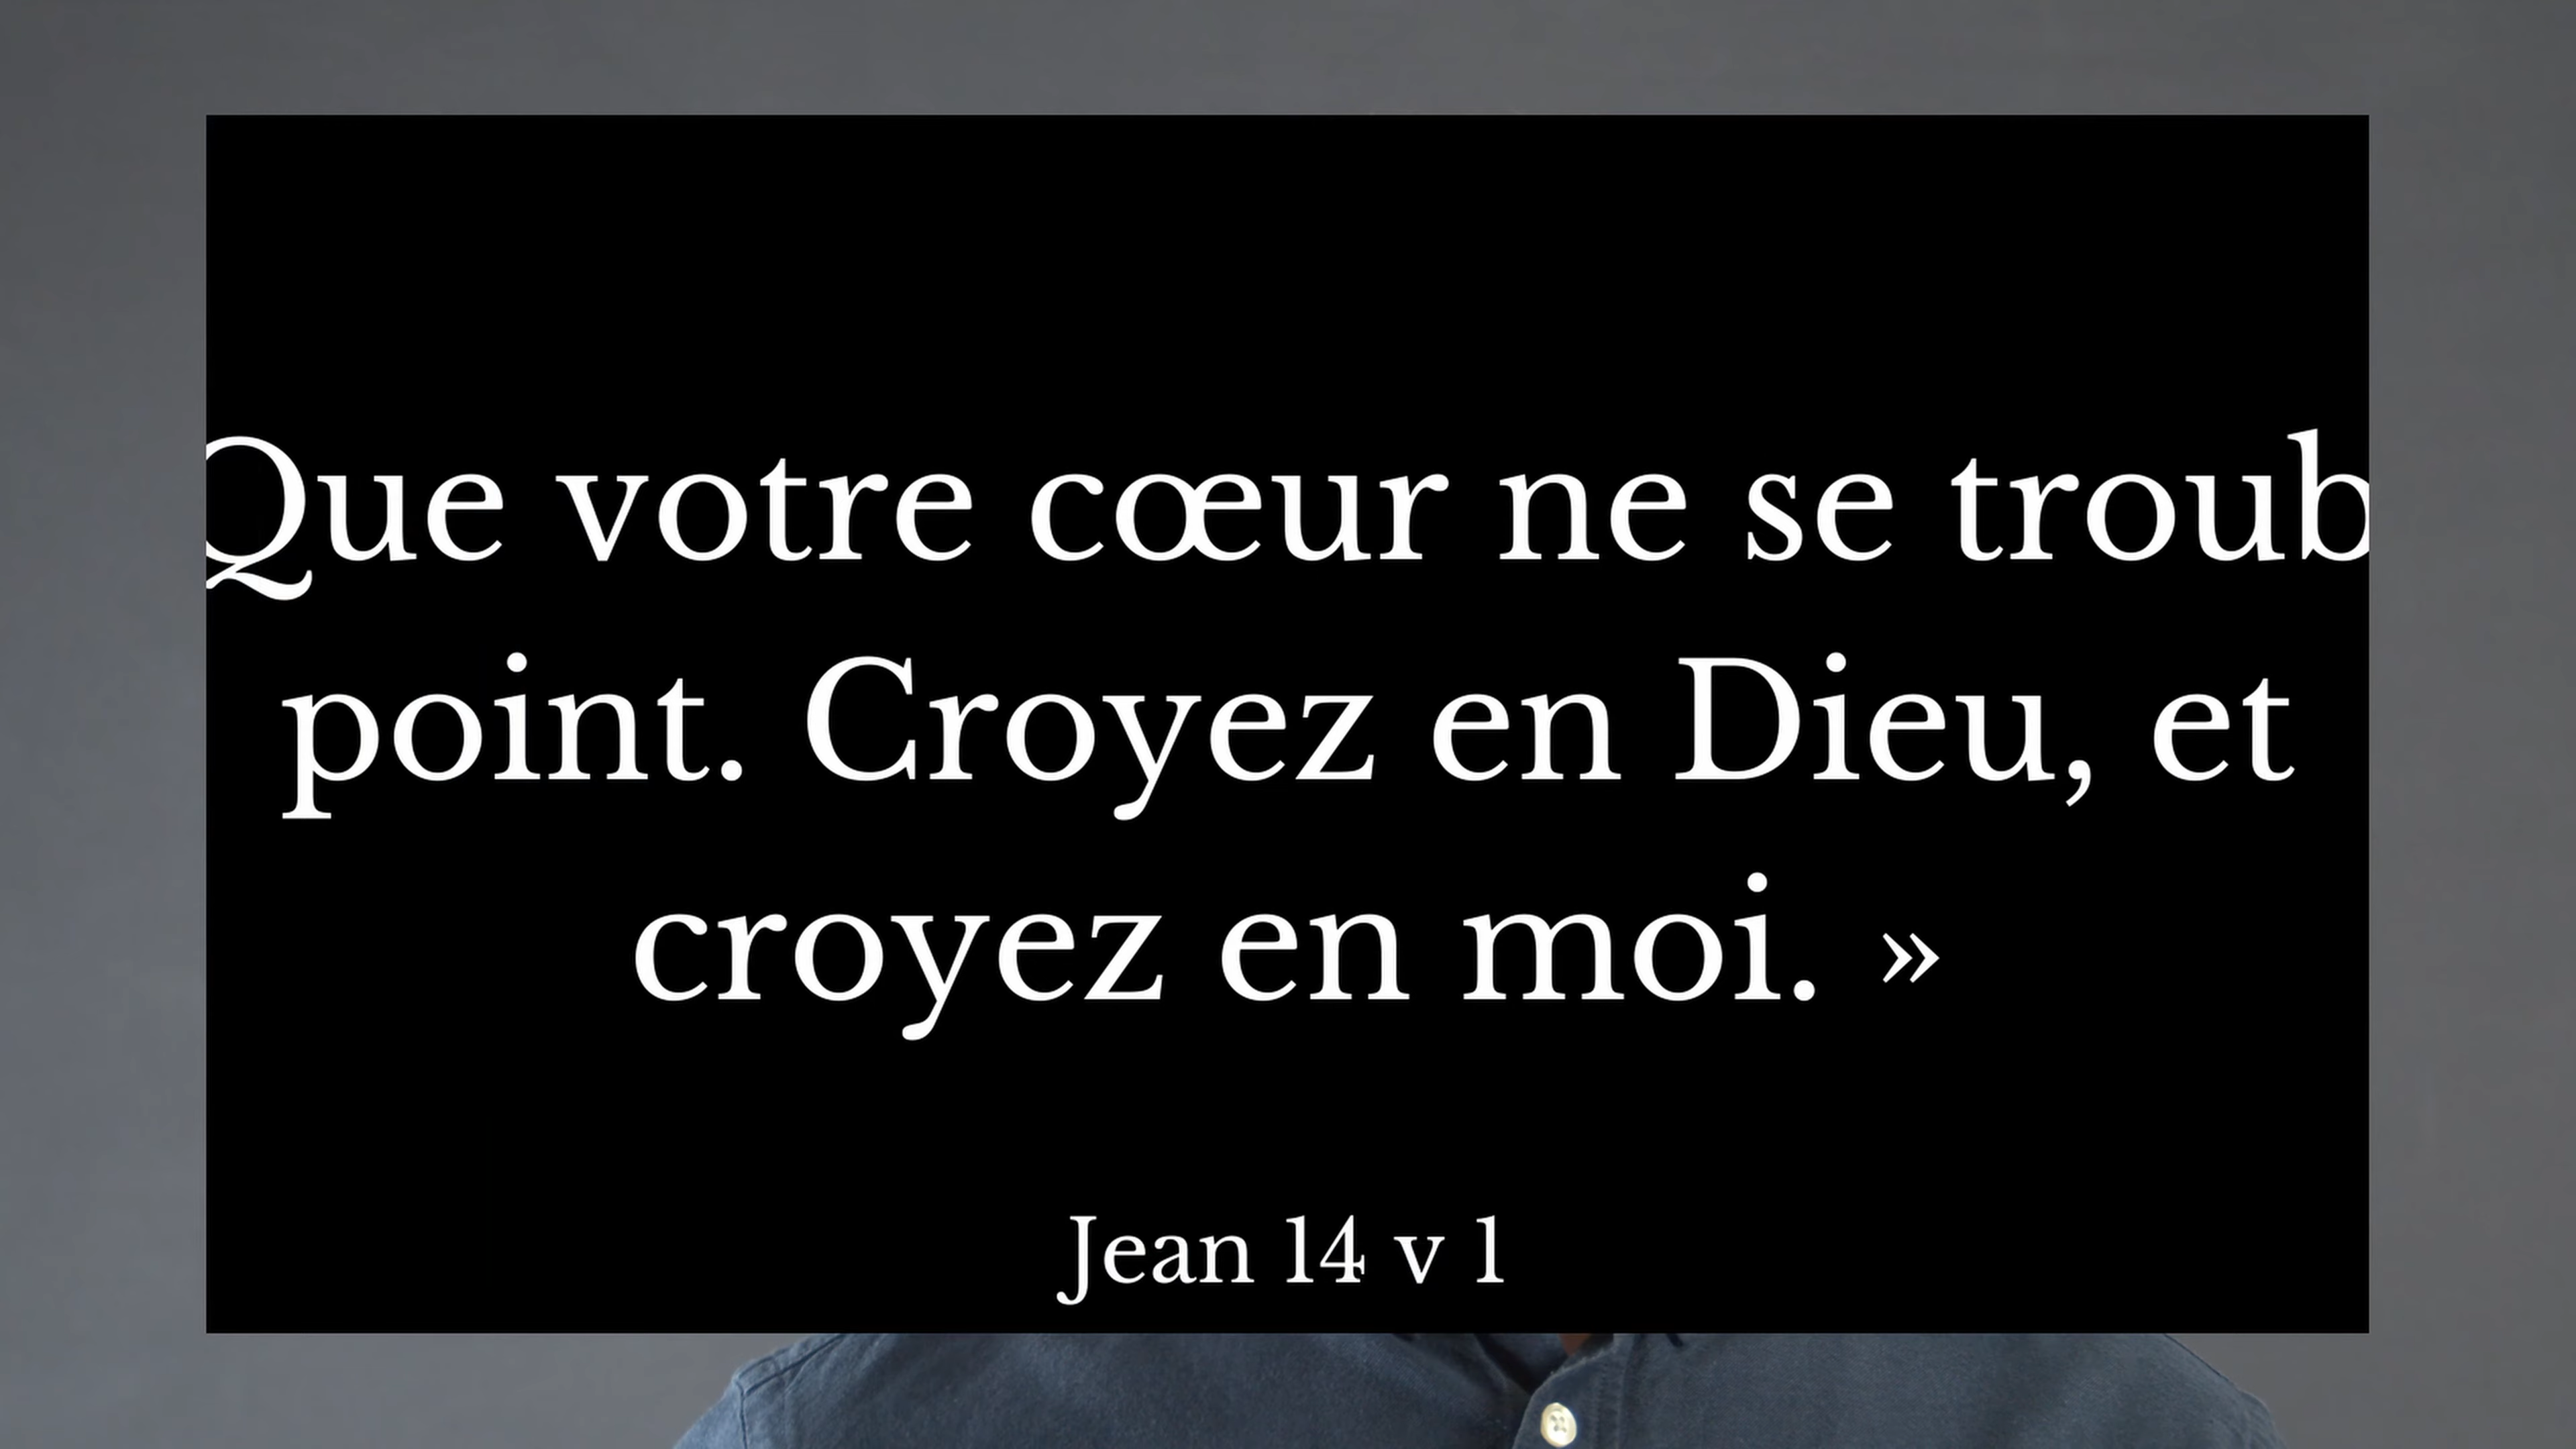 Que votre cœur ne se troub
point. Croyez en Dieu, et
croyez en moi. »
Jean 14 v 1